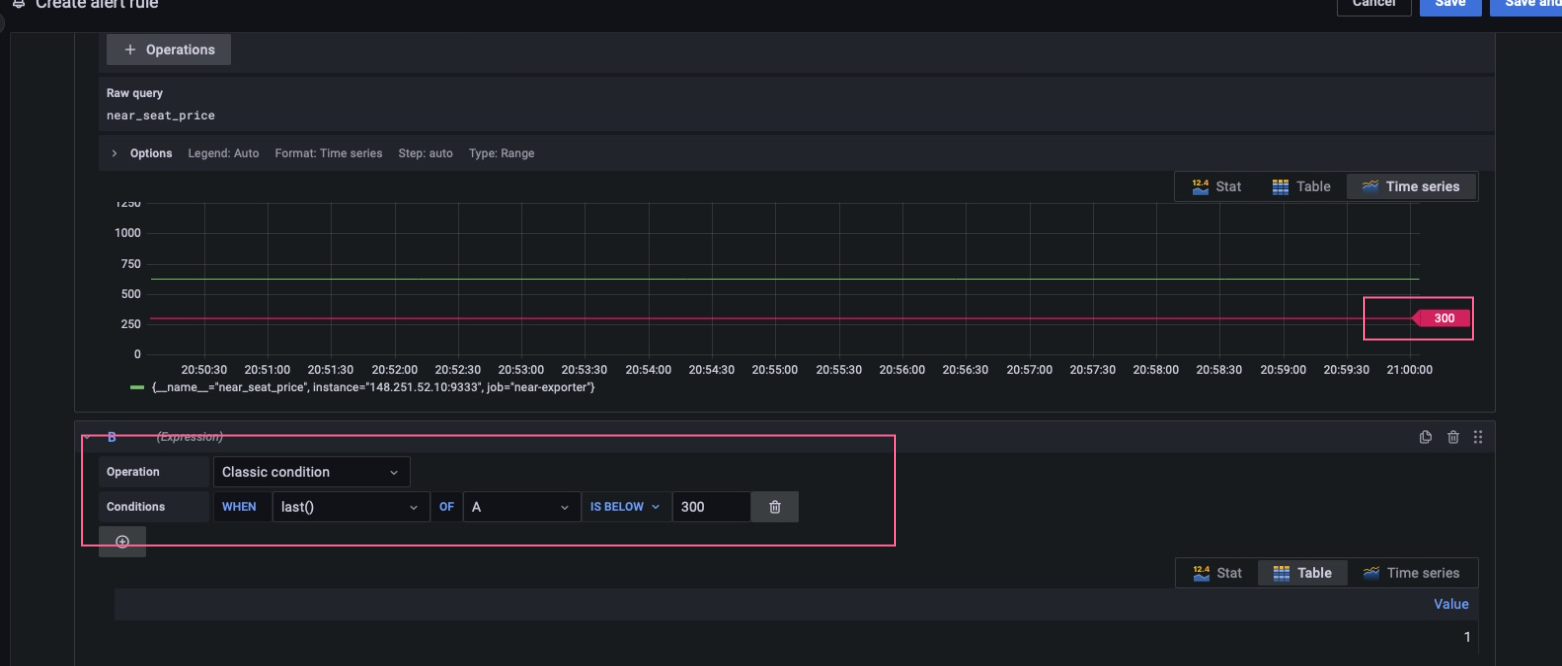 Create alert rule
Cancel
Save
Save and
+ Operations
Raw query
near_seat_price
> Options Legend: Auto Format: Time series Step: auto Type: Range
12.4 Stat Table Time series
1250
1000
750
500
250
0
300
20:50:30 20:51:00 20:51:30 20:52:00 20:52:30 20:53:00 20:53:30 20:54:00 20:54:30 20:55:00 20:55:30 20:56:00 20:56:30 20:57:00 20:57:30 20:58:00 20:58:30 20:59:00 20:59:30 21:00:00
{__name__="near_seat_price", instance="148.251.52.10:9333", job="near-exporter"}
B (Expression)
Operation Classic condition
Conditions WHEN last() OF A IS BELOW 300
12.4 Stat Table Time series
Value
1